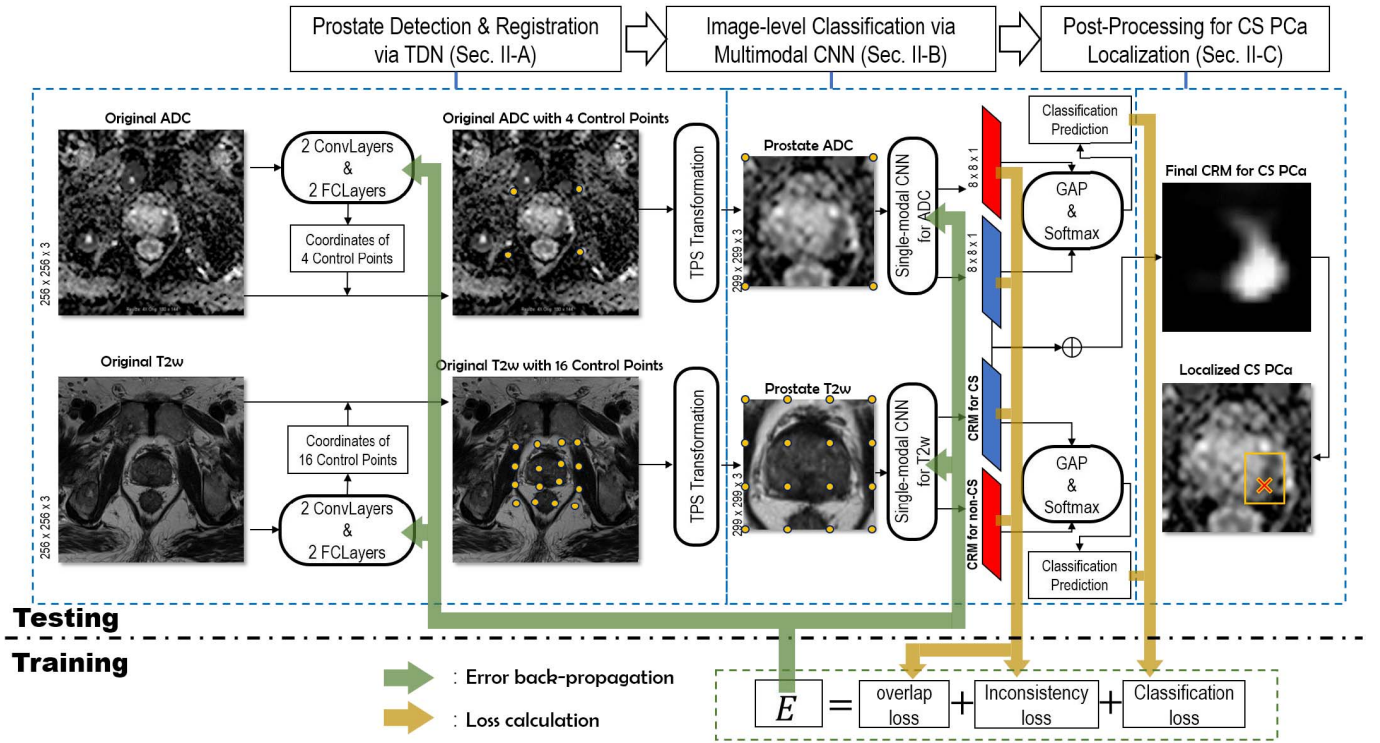 Prostate Detection & Registration
via TDN (Sec. II-A)
Image-level Classification via
Multimodal CNN (Sec. II-B)
Post-Processing for CS PCa
Localization (Sec. II-C)
Original ADC
256 x 256 x 3
2 ConvLayers
&
2 FCLayers
Coordinates of
4 Control Points
Original ADC with 4 Control Points
TPS Transformation
Prostate ADC
299 x 299 x 3
Single-modal CNN
for ADC
8 x 8 x 1
8 x 8 x 1
Classification
Prediction
GAP
&
Softmax
Final CRM for CS PCa
Original T2w
256 x 256 x 3
Coordinates of
16 Control Points
2 ConvLayers
&
2 FCLayers
Original T2w with 16 Control Points
TPS Transformation
Prostate T2w
299 x 299 x 3
Single-modal CNN
for T2w
CRM for CS
CRM for non-CS
GAP
&
Softmax
Classification
Prediction
Localized CS PCa
Testing
Training
: Error back-propagation
: Loss calculation
E = overlap loss + Inconsistency loss + Classification loss